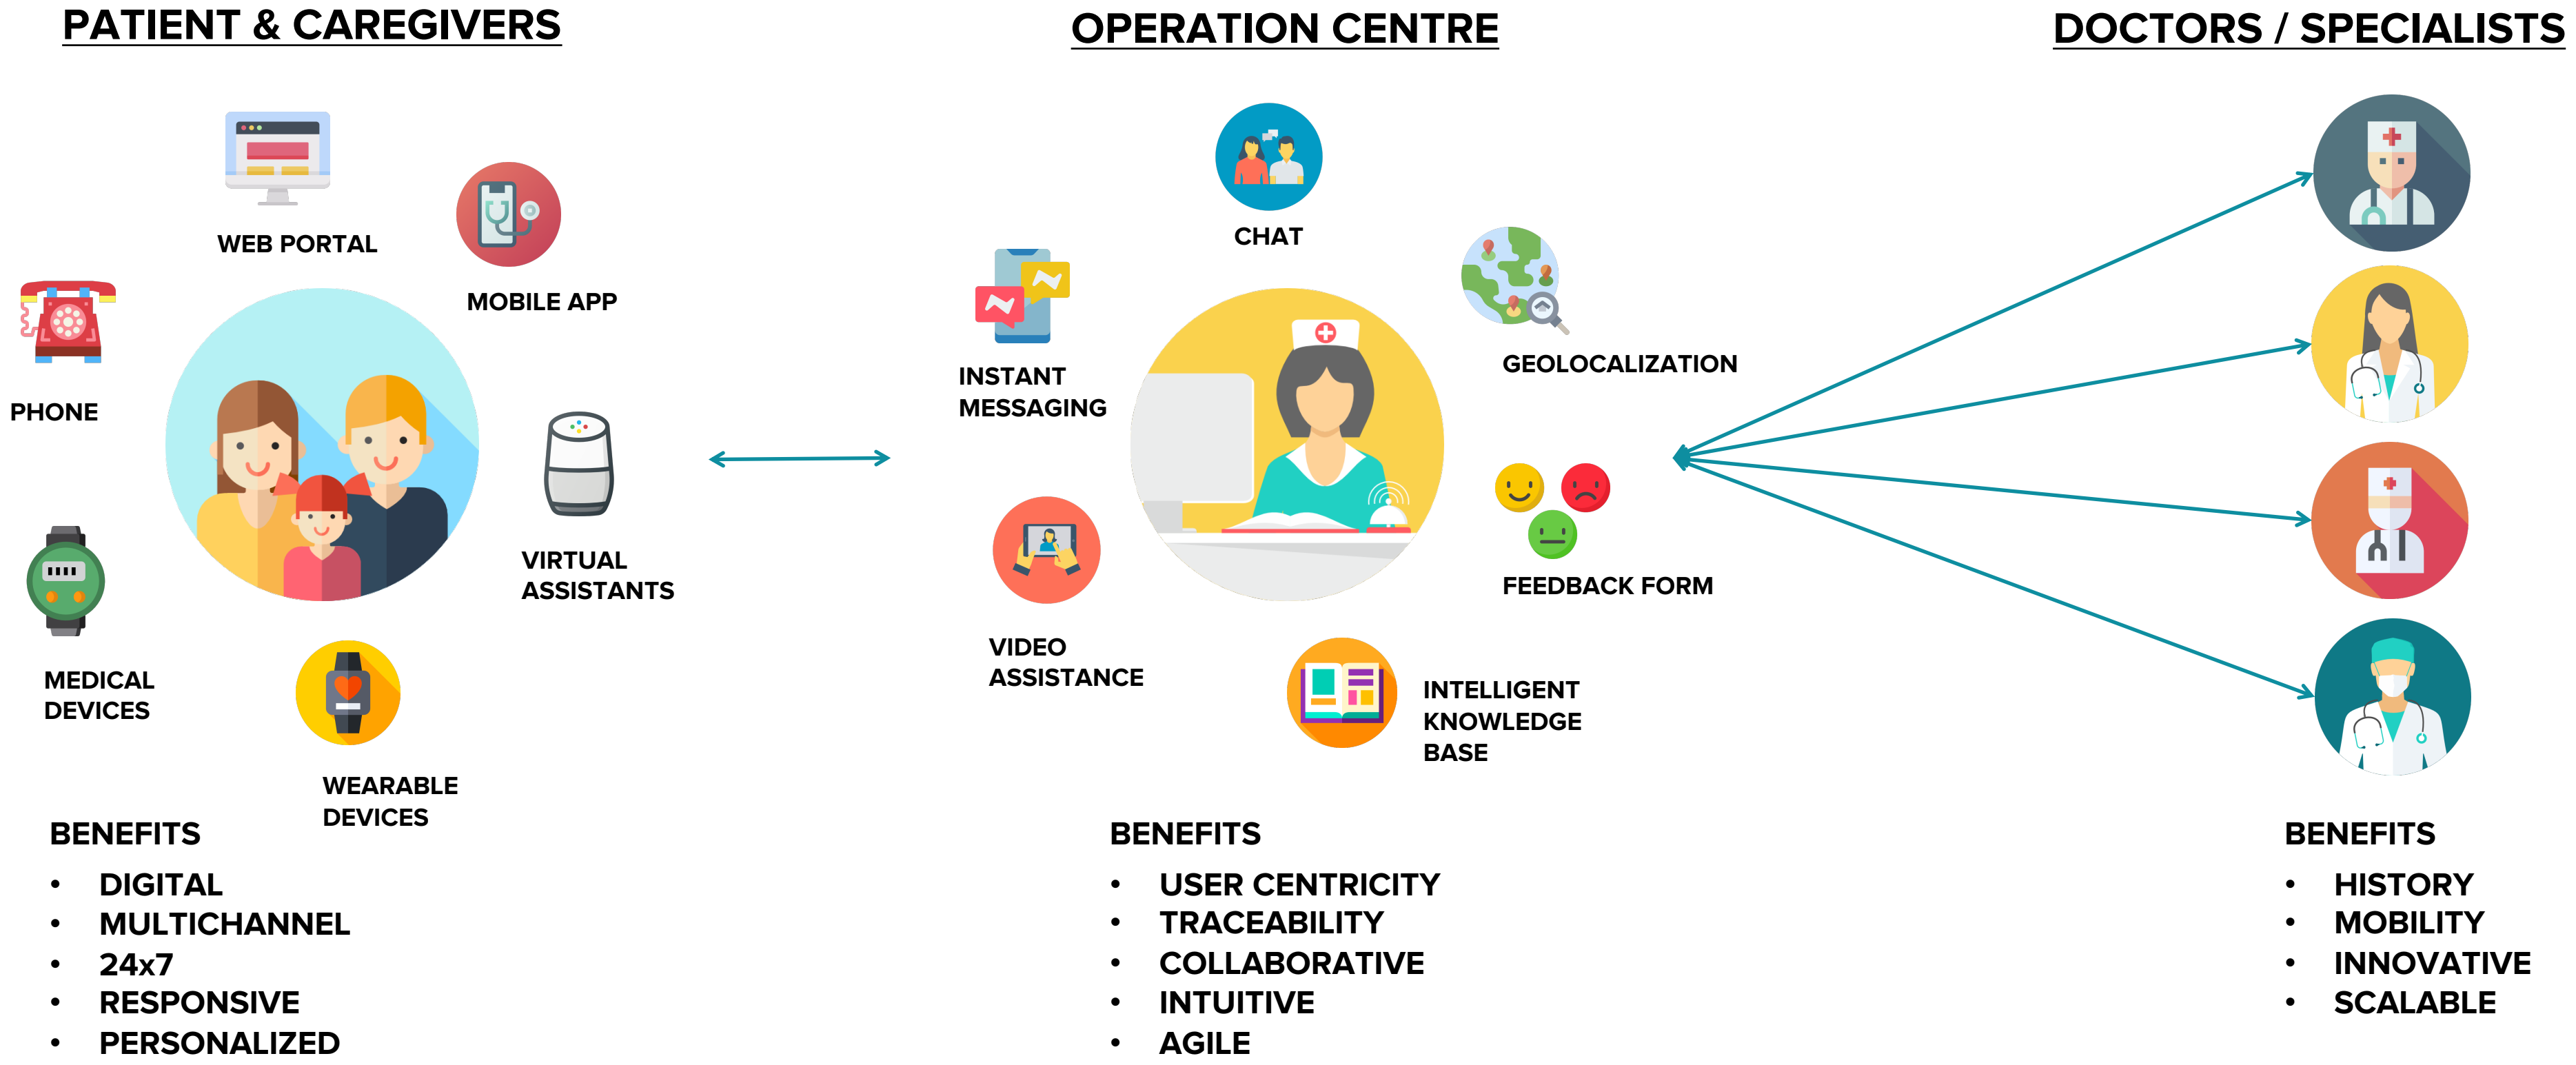 PATIENT & CAREGIVERS
WEB PORTAL
MOBILE APP
PHONE
VIRTUAL
ASSISTANTS
MEDICAL
DEVICES
WEARABLE
DEVICES
BENEFITS
• DIGITAL
• MULTICHANNEL
• 24x7
• RESPONSIVE
• PERSONALIZED
OPERATION CENTRE
CHAT
GEOLOCALIZATION
INSTANT
MESSAGING
FEEDBACK FORM
VIDEO
ASSISTANCE
INTELLIGENT
KNOWLEDGE
BASE
BENEFITS
• USER CENTRICITY
• TRACEABILITY
• COLLABORATIVE
• INTUITIVE
• AGILE
DOCTORS / SPECIALISTS
BENEFITS
• HISTORY
• MOBILITY
• INNOVATIVE
• SCALABLE